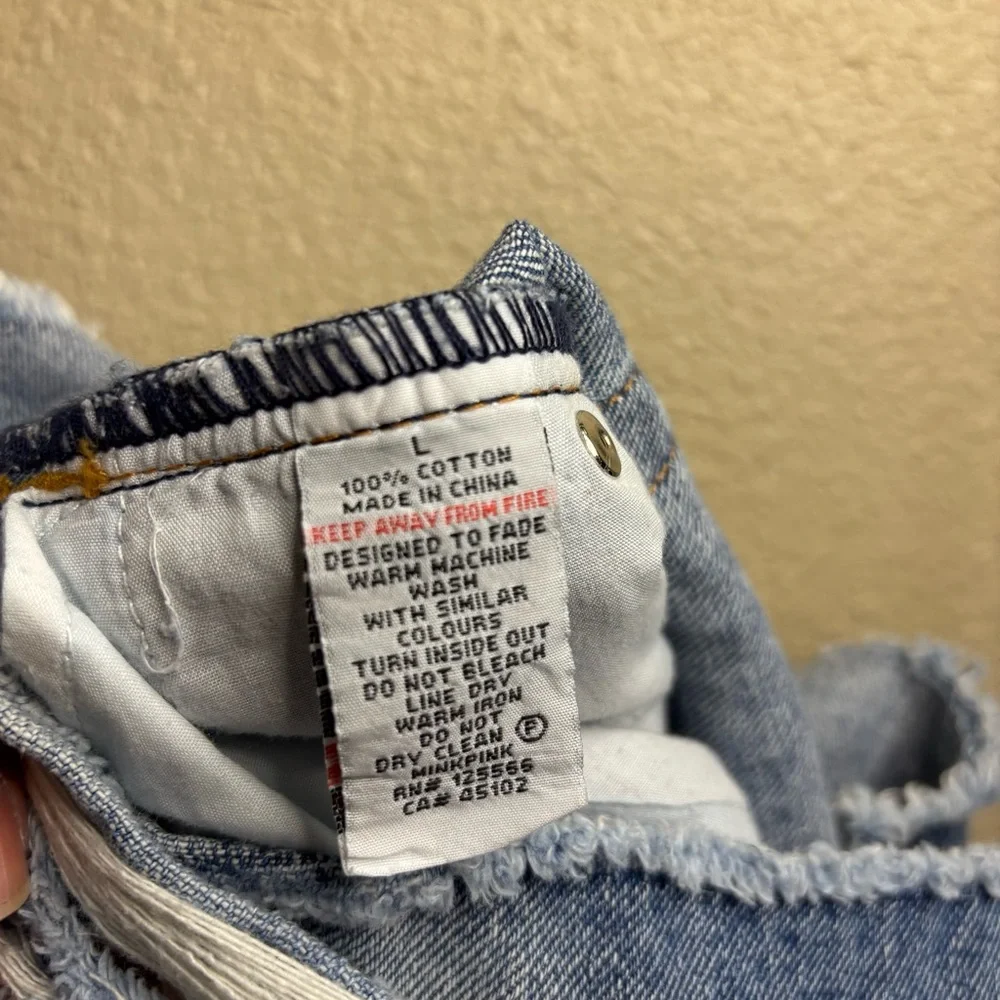 L
100% COTTON
MADE IN CHINA
KEEP AWAY FROM FIRE
DESIGNED TO FADE
WARM MACHINE
WASH
WITH SIMILAR
COLOURS
TURN INSIDE OUT
DO NOT BLEACH
LINE DRY
WARM IRON
DO NOT
DRY CLEAN Ⓟ
MINKPINK
RN# 125566
CA# 45102